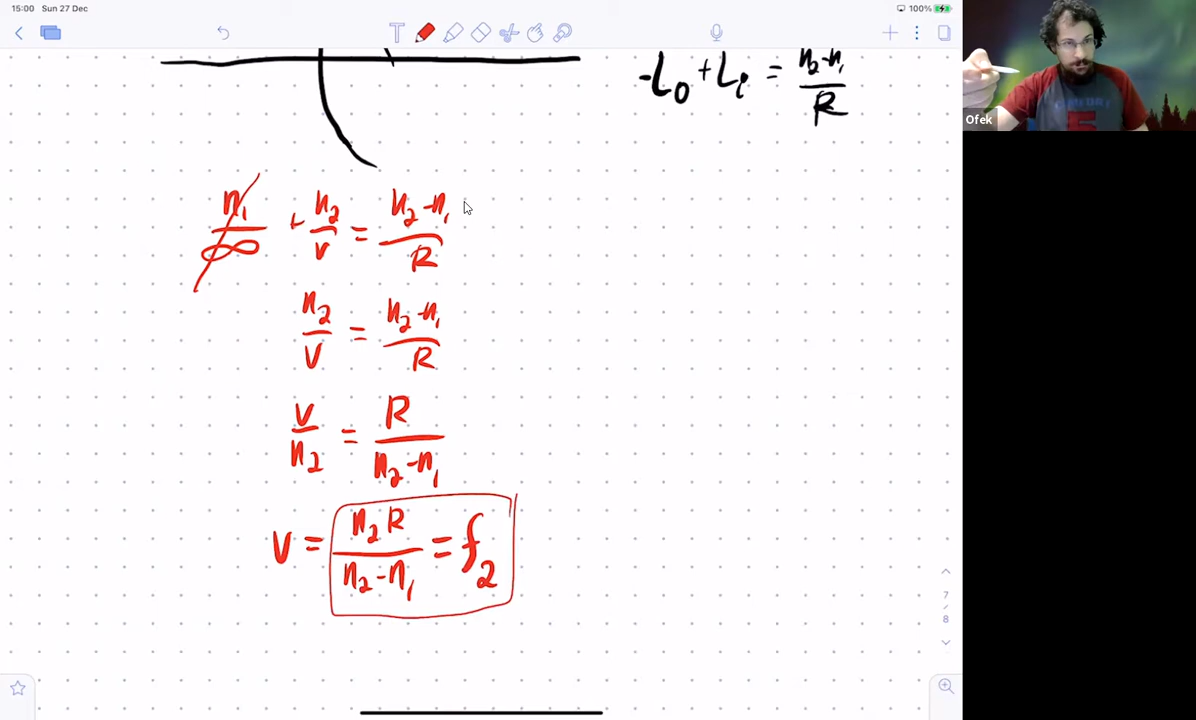 15:00 Sun 27 Dec
100%
-L₀ + Lᵢ = n₂-n₁ / R
n₁/∞ + n₂/v = n₂-n₁ / R
n₂/v = n₂-n₁ / R
v/n₂ = R / n₂-n₁
v = n₂R / n₂-n₁ = f₂
Ofek
7
/
8